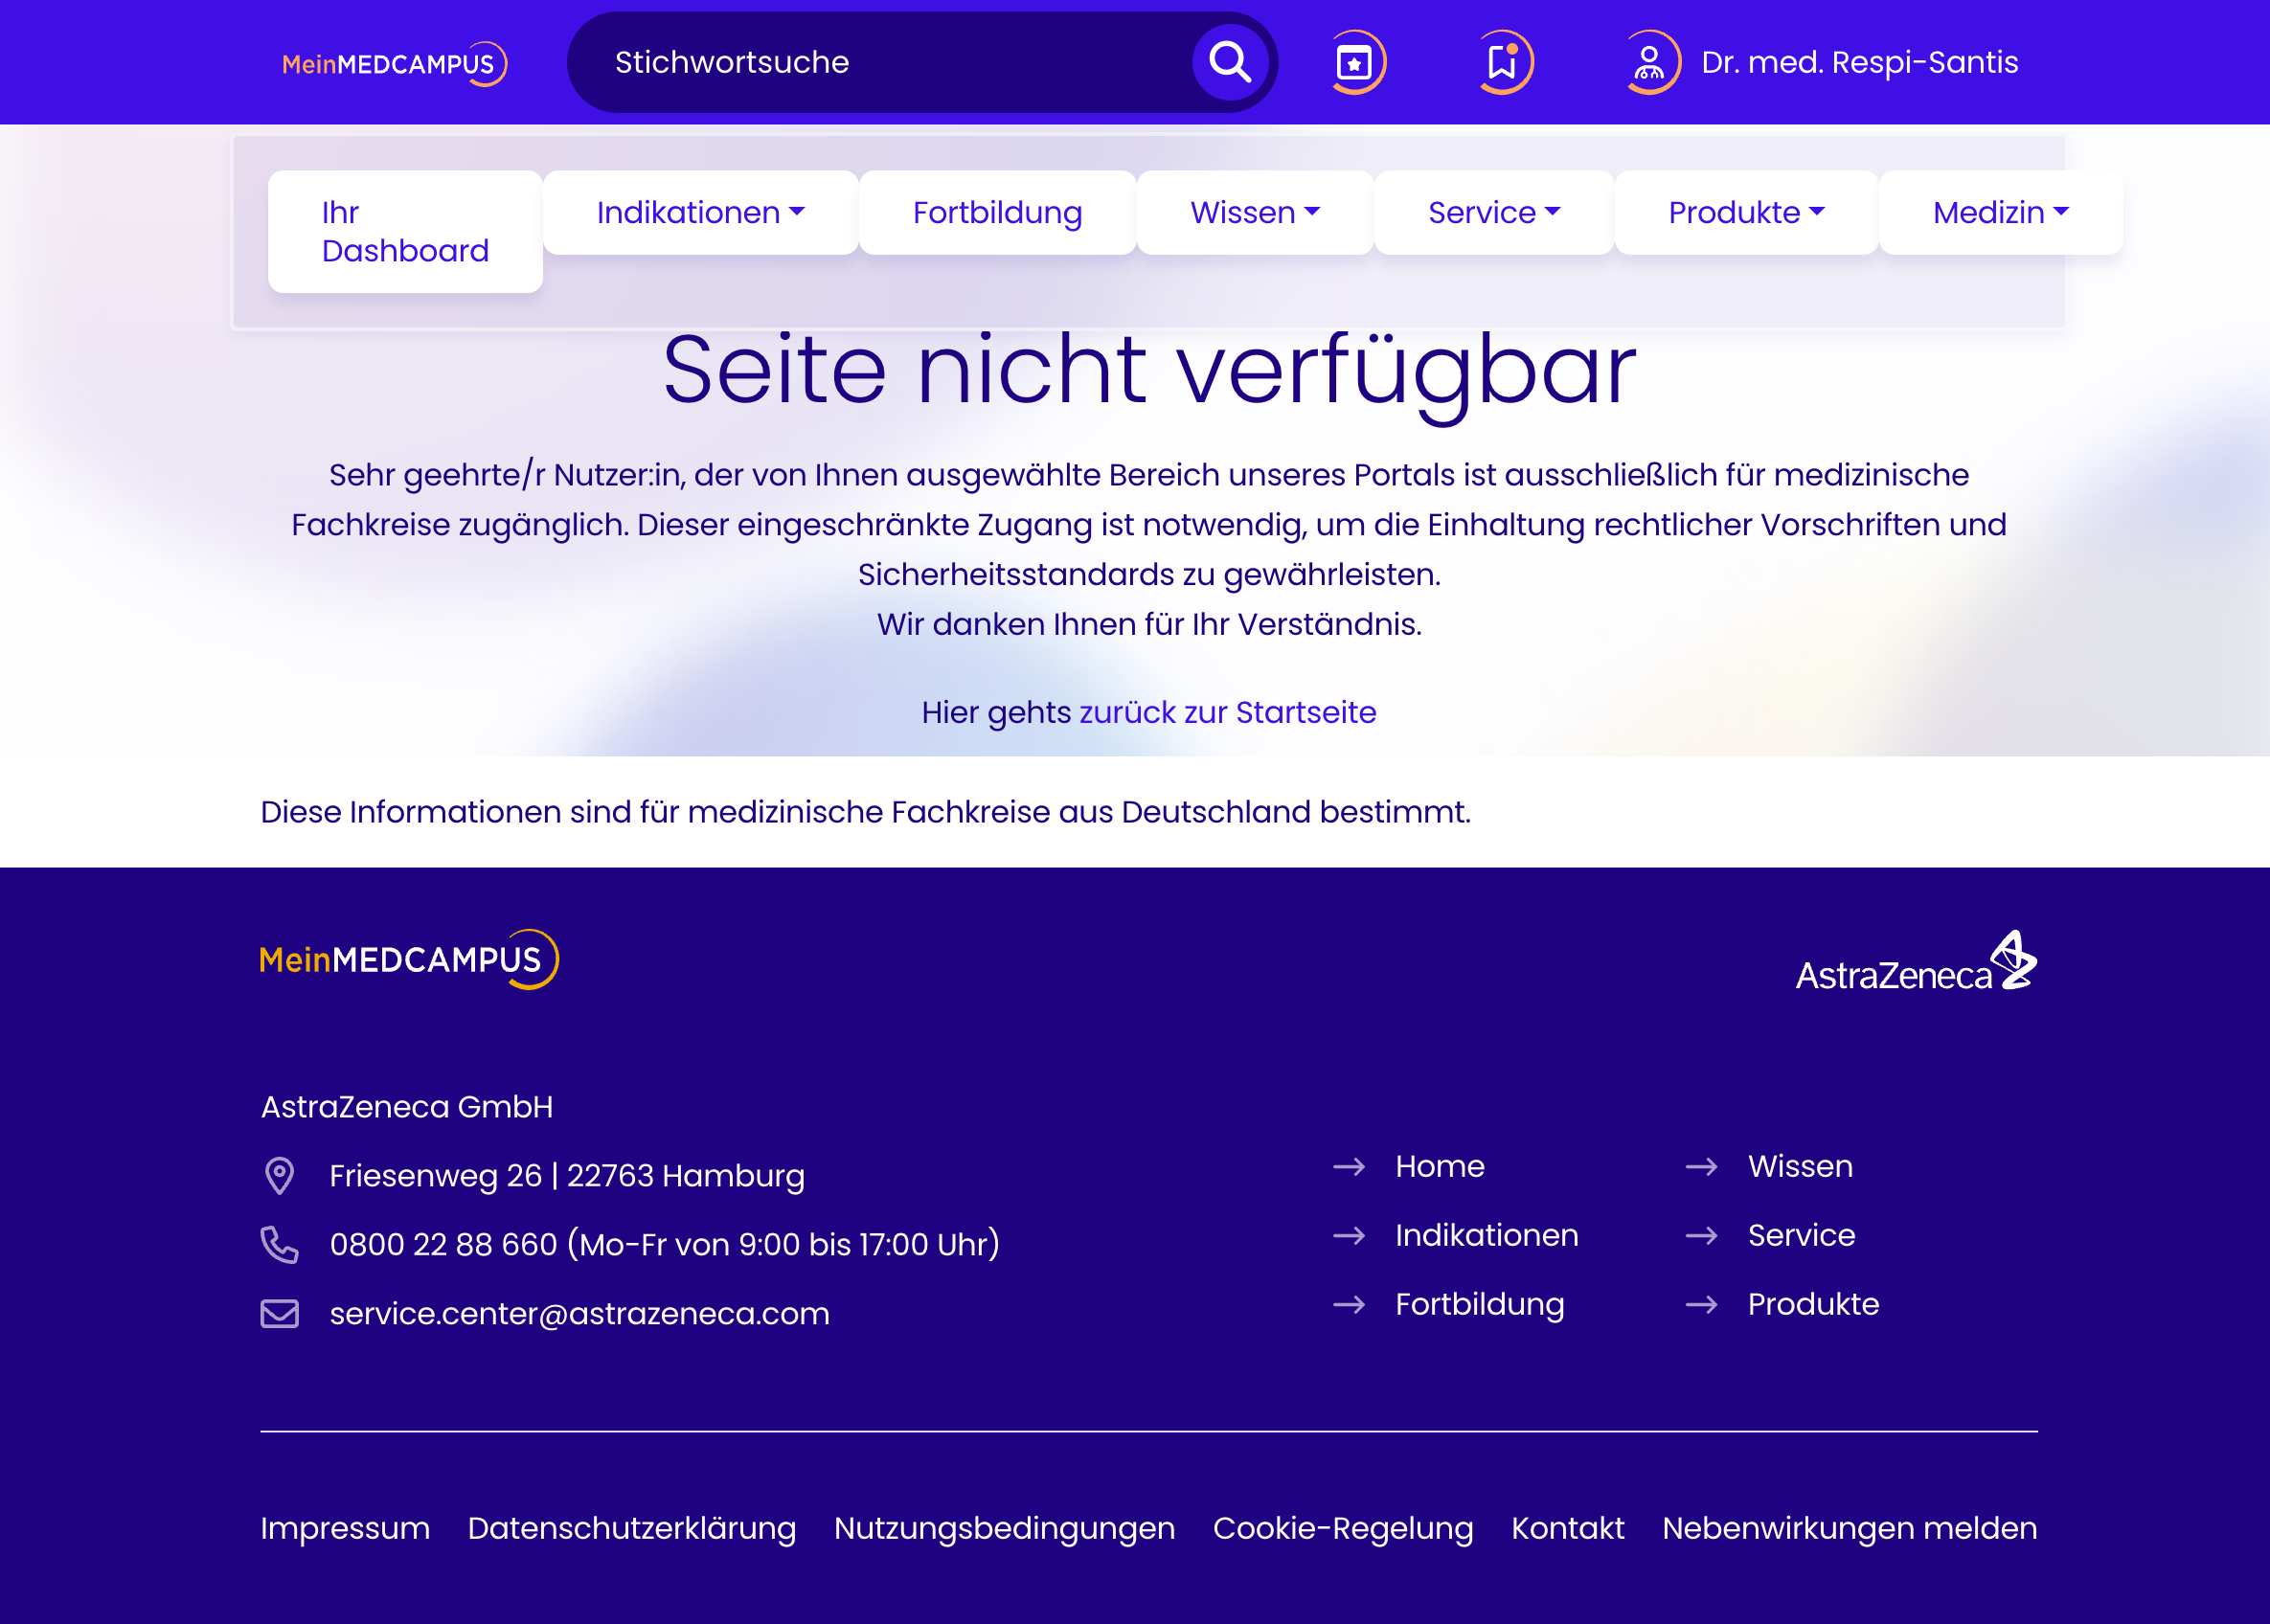 MeinMEDCAMPUS
Stichwortsuche
Dr. med. Respi-Santis
Ihr
Dashboard
Indikationen
Fortbildung
Wissen
Service
Produkte
Medizin
Seite nicht verfügbar
Sehr geehrte/r Nutzer:in, der von Ihnen ausgewählte Bereich unseres Portals ist ausschließlich für medizinische
Fachkreise zugänglich. Dieser eingeschränkte Zugang ist notwendig, um die Einhaltung rechtlicher Vorschriften und
Sicherheitsstandards zu gewährleisten.
Wir danken Ihnen für Ihr Verständnis.
Hier gehts zurück zur Startseite
Diese Informationen sind für medizinische Fachkreise aus Deutschland bestimmt.
MeinMEDCAMPUS
AstraZeneca
AstraZeneca GmbH
Friesenweg 26 | 22763 Hamburg
0800 22 88 660 (Mo-Fr von 9:00 bis 17:00 Uhr)
service.center@astrazeneca.com
Home
Indikationen
Fortbildung
Wissen
Service
Produkte
Impressum
Datenschutzerklärung
Nutzungsbedingungen
Cookie-Regelung
Kontakt
Nebenwirkungen melden